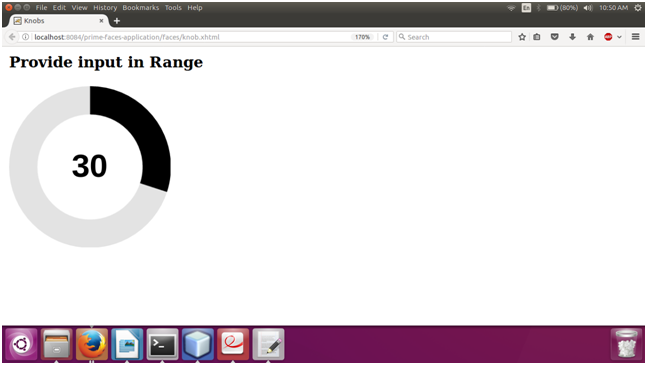 File Edit View History Bookmarks Tools Help
En
(80%)
10:50 AM
Knobs
localhost:8084/prime-faces-application/faces/knob.xhtml
170%
Search
ABP
Provide input in Range
30